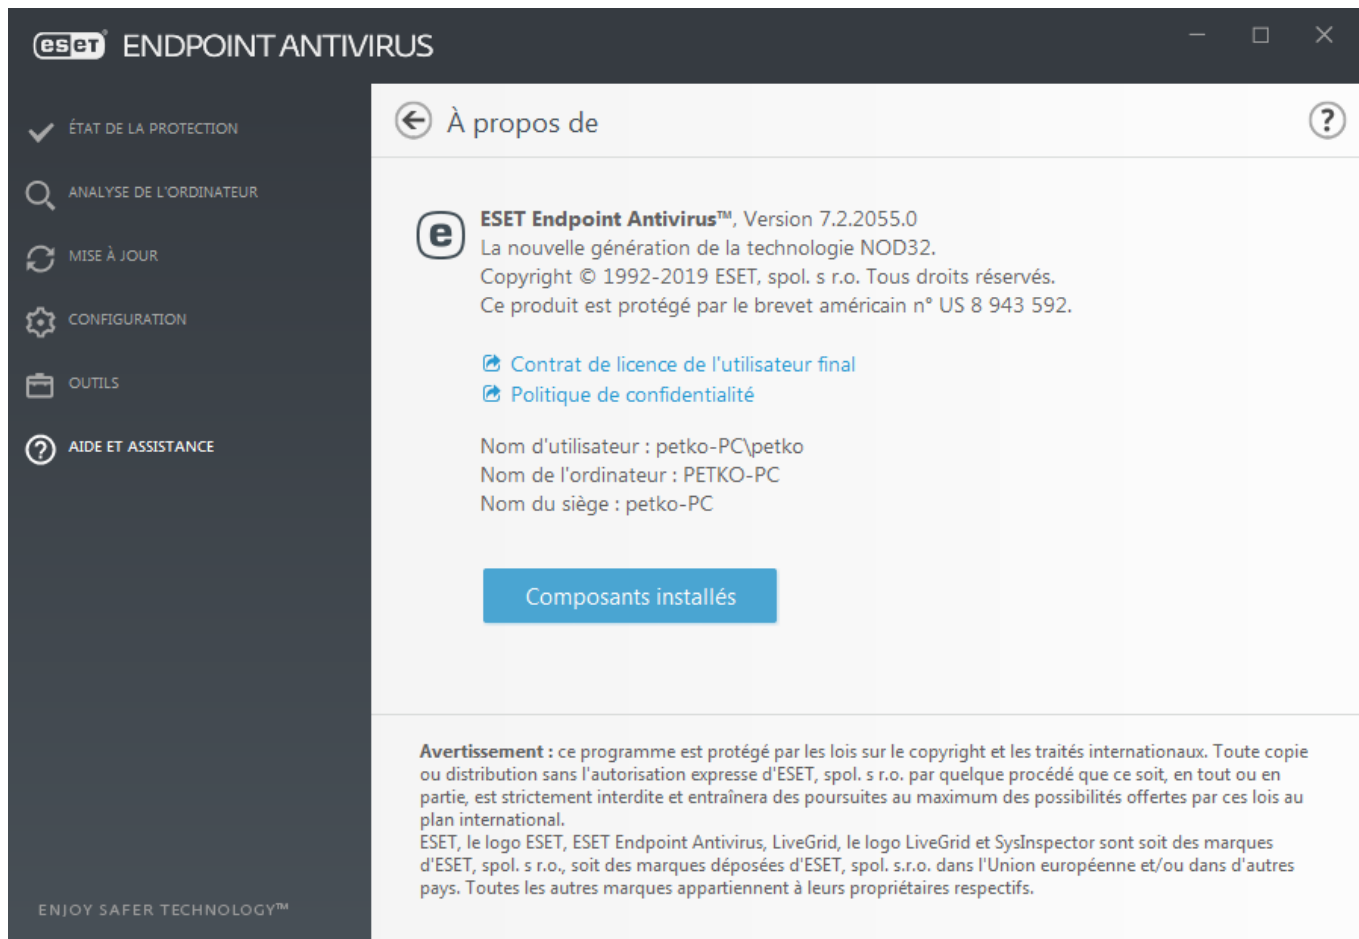 eset ENDPOINT ANTIVIRUS
ÉTAT DE LA PROTECTION
ANALYSE DE L'ORDINATEUR
MISE À JOUR
CONFIGURATION
OUTILS
AIDE ET ASSISTANCE
ENJOY SAFER TECHNOLOGY™
À propos de
?
ESET Endpoint Antivirus™, Version 7.2.2055.0
La nouvelle génération de la technologie NOD32.
Copyright © 1992-2019 ESET, spol. s r.o. Tous droits réservés.
Ce produit est protégé par le brevet américain n° US 8 943 592.
Contrat de licence de l'utilisateur final
Politique de confidentialité
Nom d'utilisateur : petko-PC\petko
Nom de l'ordinateur : PETKO-PC
Nom du siège : petko-PC
Composants installés
Avertissement : ce programme est protégé par les lois sur le copyright et les traités internationaux. Toute copie
ou distribution sans l'autorisation expresse d'ESET, spol. s r.o. par quelque procédé que ce soit, en tout ou en
partie, est strictement interdite et entraînera des poursuites au maximum des possibilités offertes par ces lois au
plan international.
ESET, le logo ESET, ESET Endpoint Antivirus, LiveGrid, le logo LiveGrid et SysInspector sont soit des marques
d'ESET, spol. s r.o., soit des marques déposées d'ESET, spol. s.r.o. dans l'Union européenne et/ou dans d'autres
pays. Toutes les autres marques appartiennent à leurs propriétaires respectifs.